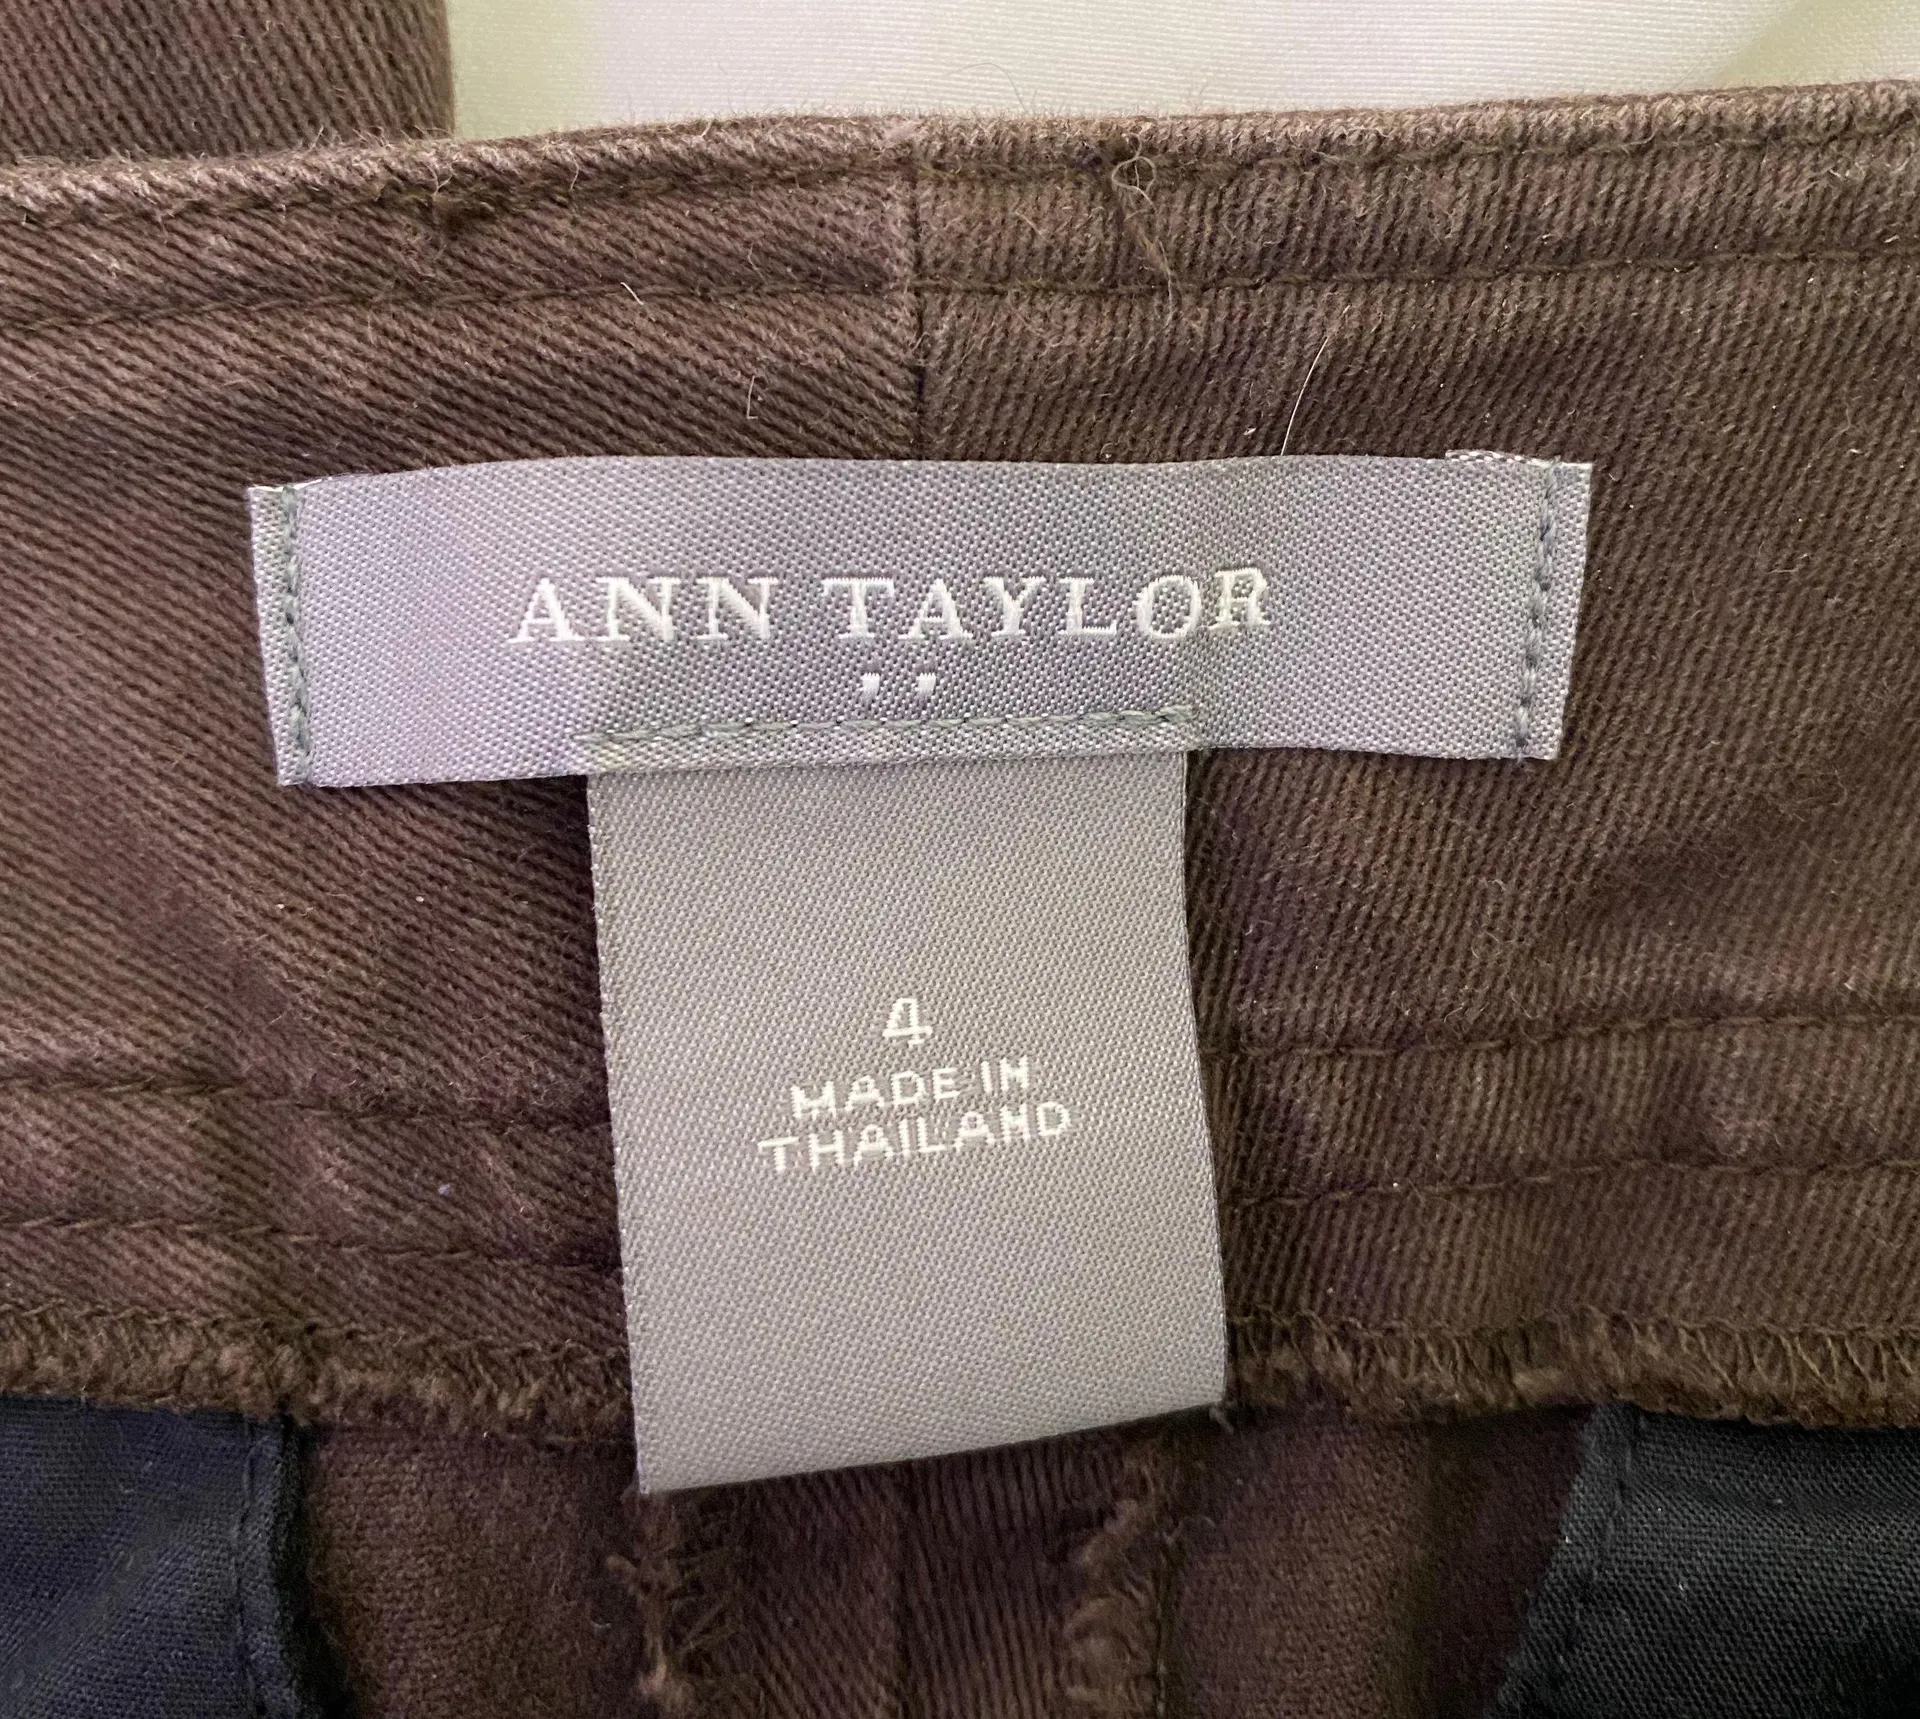 ANN TAYLOR
4
MADE IN
THAILAND